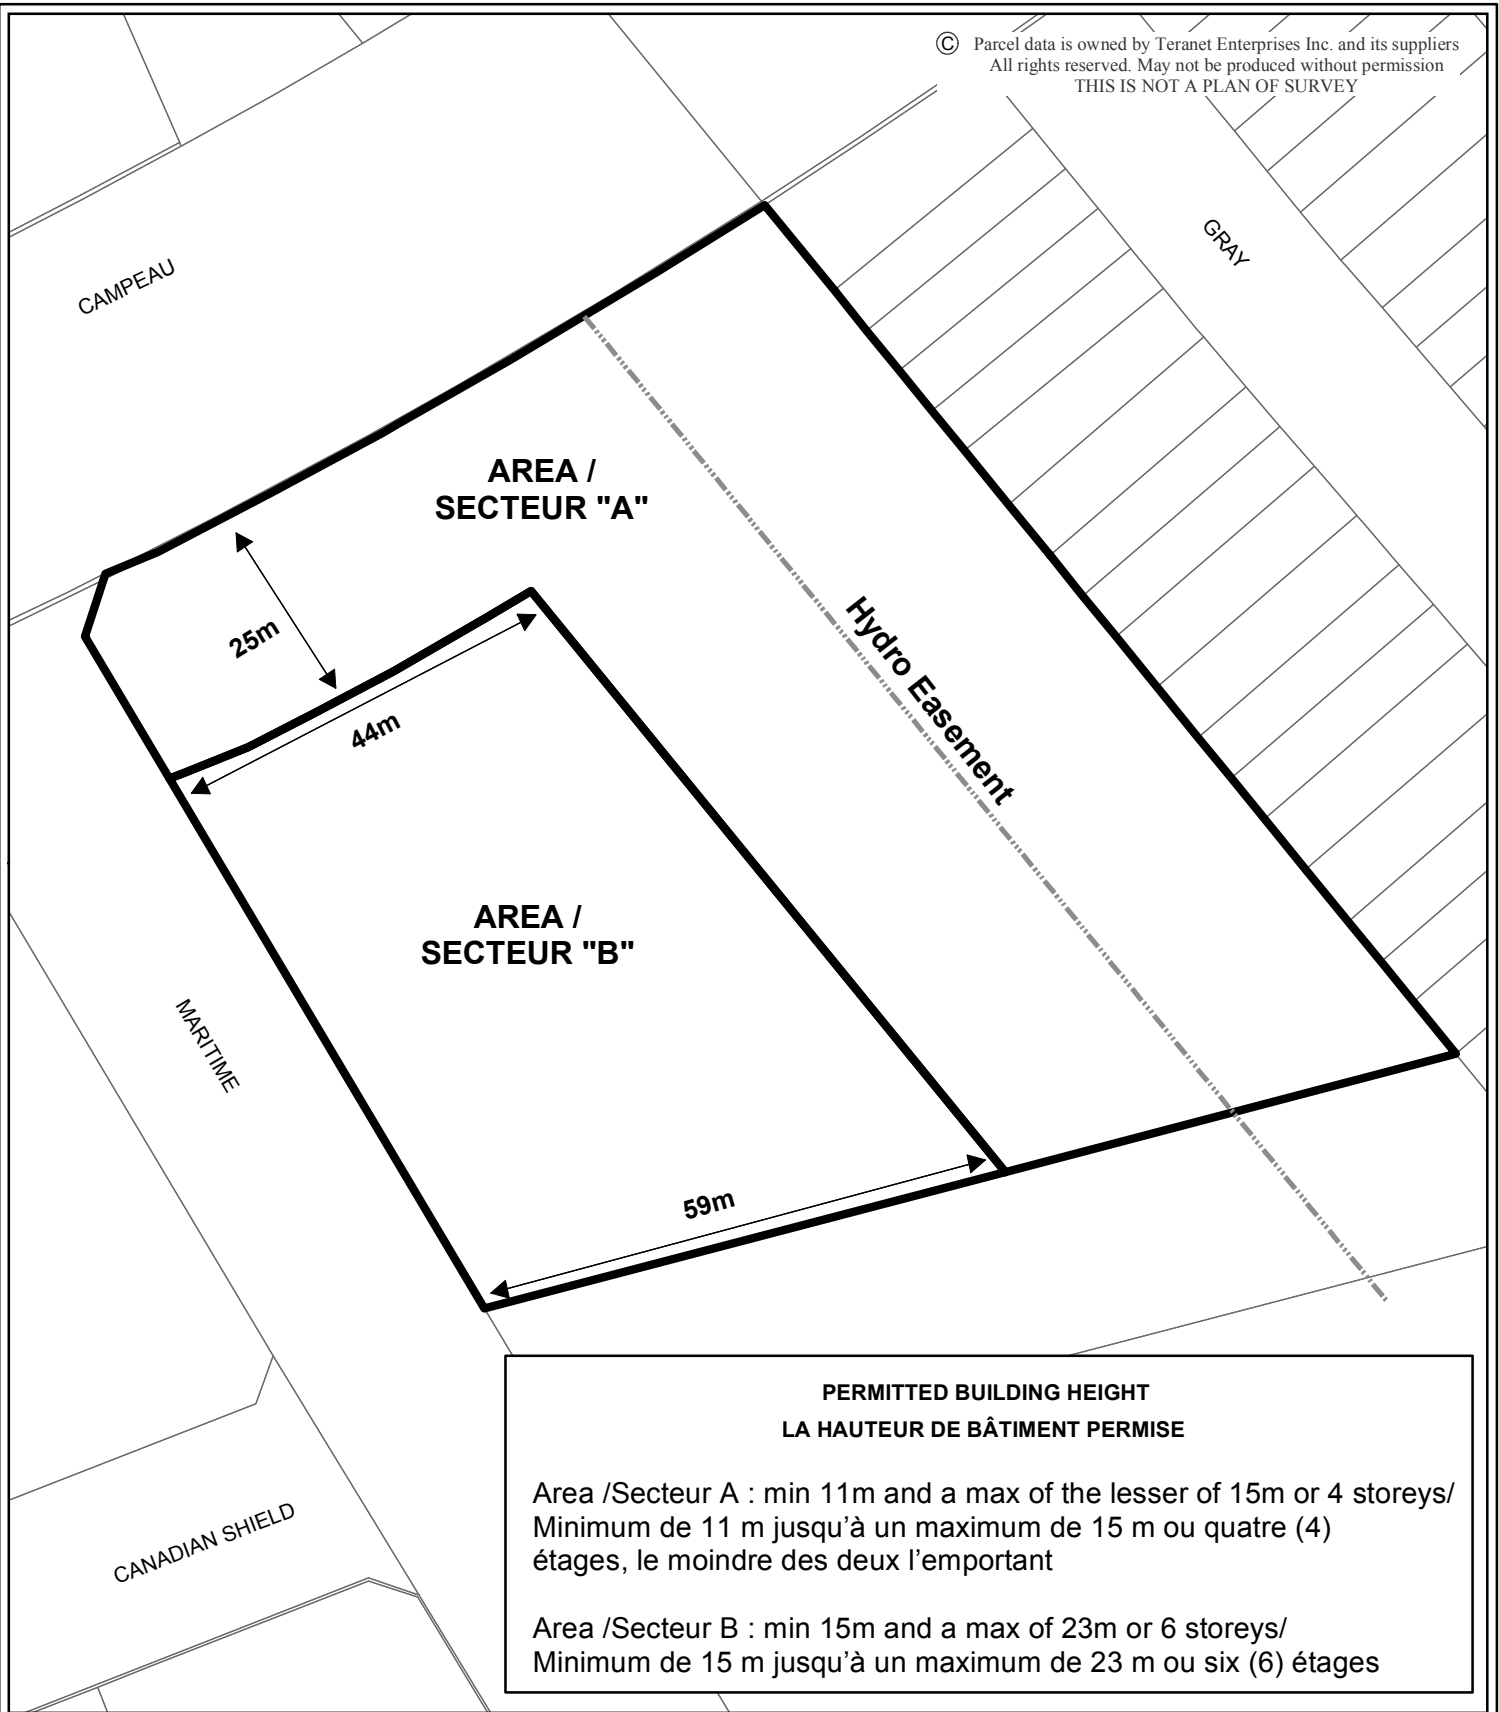 © Parcel data is owned by Teranet Enterprises Inc. and its suppliers
All rights reserved. May not be produced without permission
THIS IS NOT A PLAN OF SURVEY
GRAY
CAMPEAU
AREA /
SECTEUR "A"
25m
Hydro Easement
44m
AREA /
SECTEUR "B"
MARITIME
59m
CANADIAN SHIELD
PERMITTED BUILDING HEIGHT
LA HAUTEUR DE BÂTIMENT PERMISE
Area /Secteur A : min 11m and a max of the lesser of 15m or 4 storeys/
Minimum de 11 m jusqu’à un maximum de 15 m ou quatre (4)
étages, le moindre des deux l’emportant
Area /Secteur B : min 15m and a max of 23m or 6 storeys/
Minimum de 15 m jusqu’à un maximum de 23 m ou six (6) étages